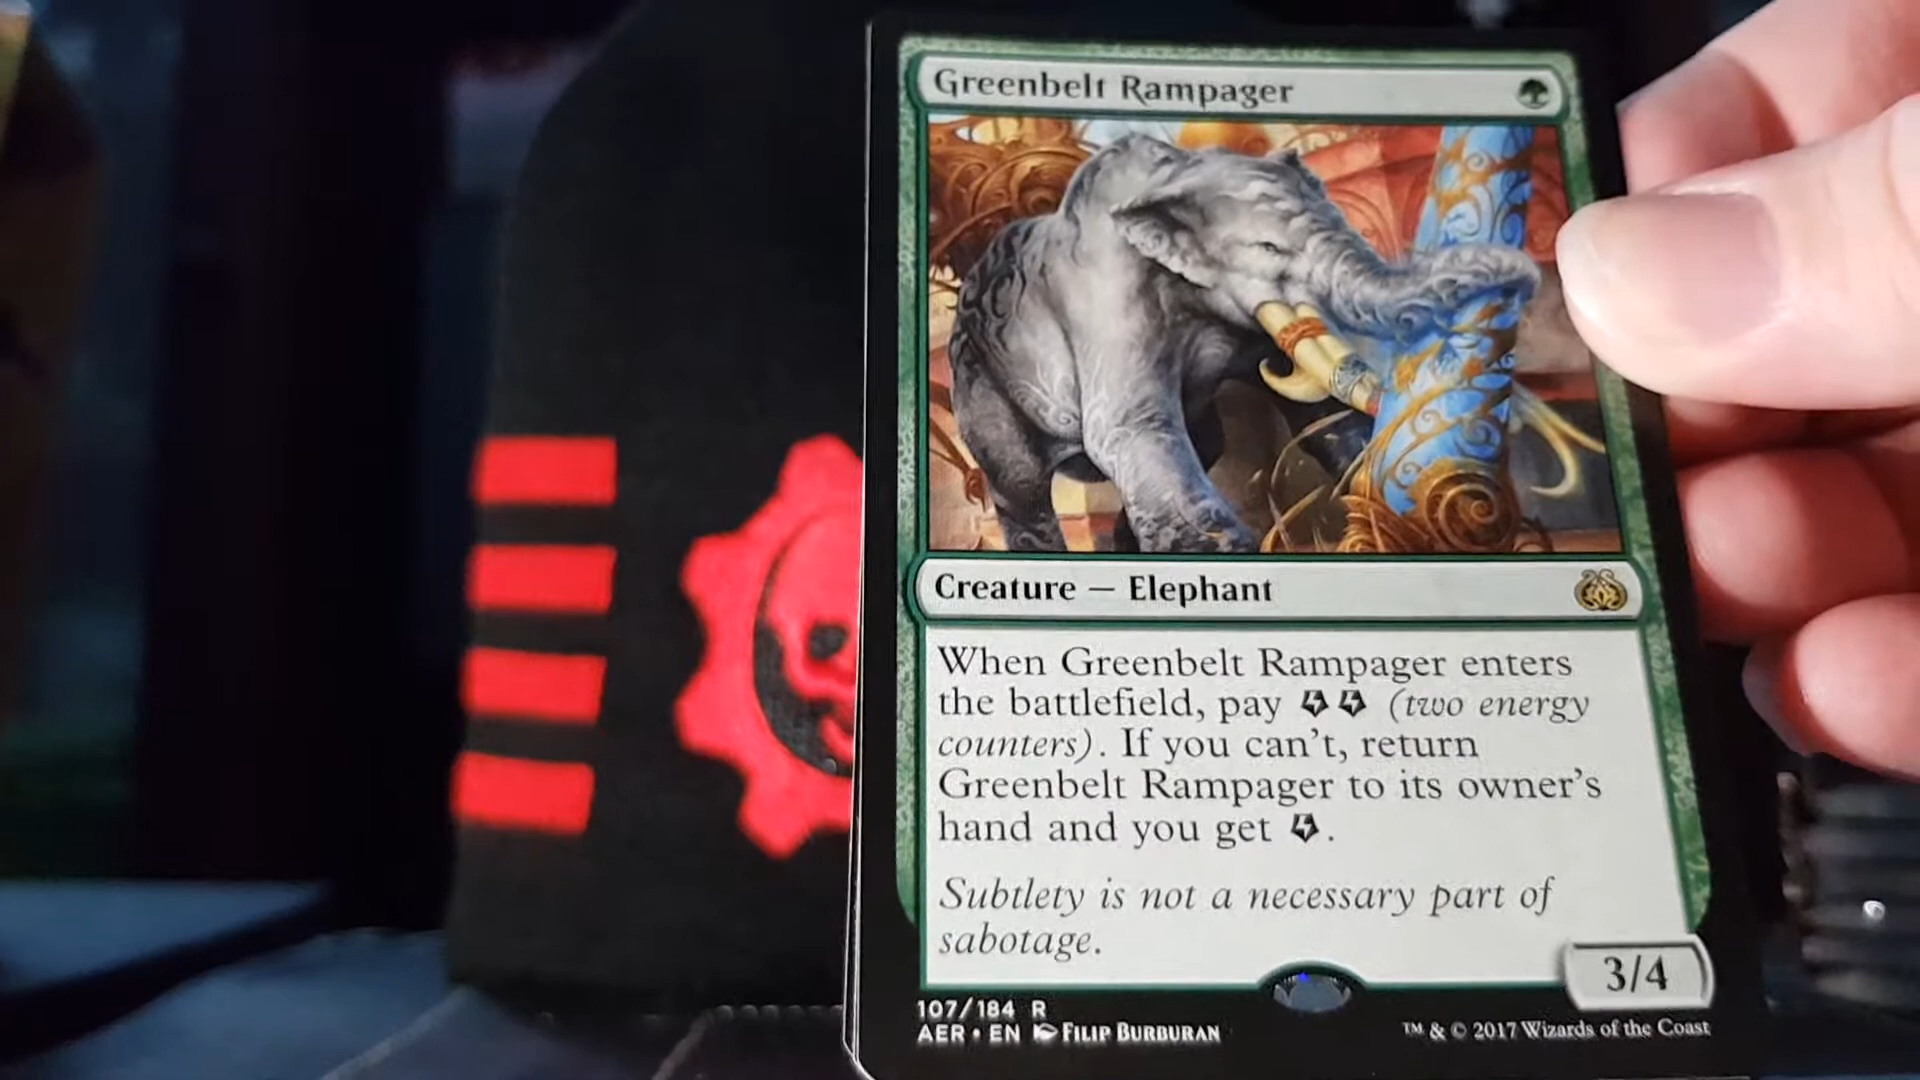 Greenbelt Rampager
Creature — Elephant
When Greenbelt Rampager enters
the battlefield, pay (two energy
counters). If you can't, return
Greenbelt Rampager to its owner's
hand and you get .
Subtlety is not a necessary part of
sabotage.
3/4
107/184 R
AER • EN FILIP BURBURAN
™ & © 2017 Wizards of the Coast